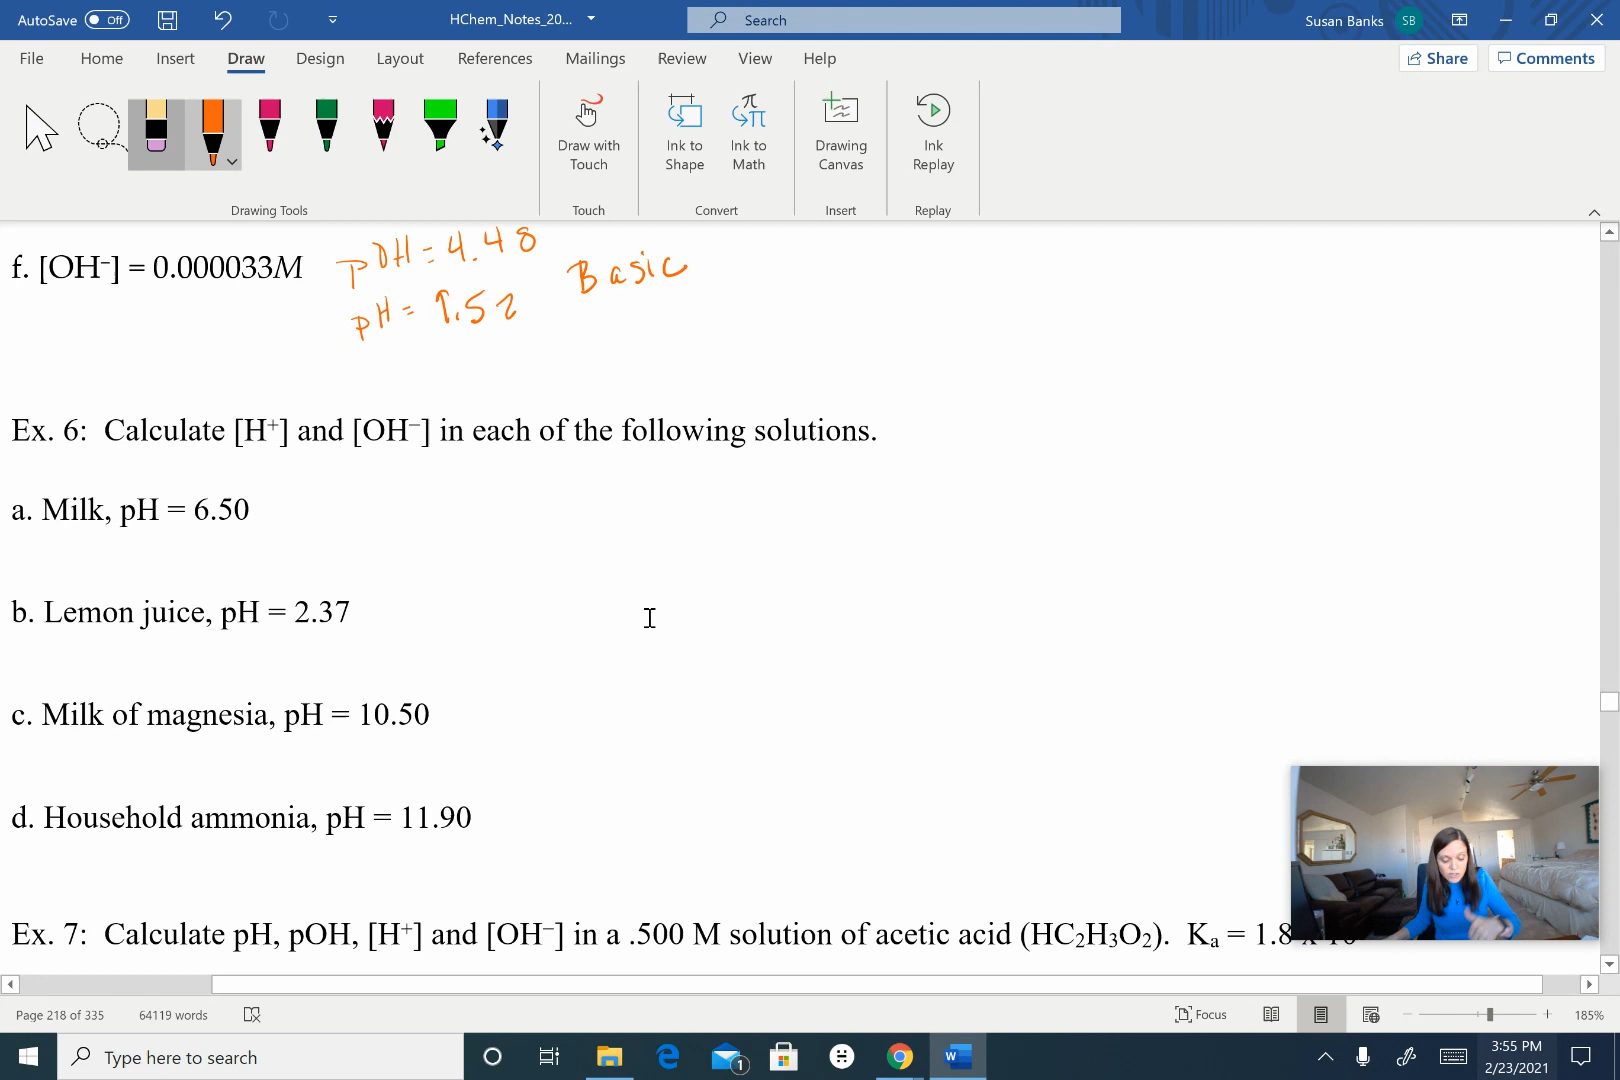 AutoSave Off HChem_Notes_20... Search Susan Banks SB
File Home Insert Draw Design Layout References Mailings Review View Help Share Comments
Draw with Touch
Ink to Shape
Ink to Math
Drawing Canvas
Ink Replay
Drawing Tools Touch Convert Insert Replay
f. [OH⁻] = 0.000033M
pOH = 4.48
pH = 9.52
Basic
Ex. 6: Calculate [H⁺] and [OH⁻] in each of the following solutions.
a. Milk, pH = 6.50
b. Lemon juice, pH = 2.37
c. Milk of magnesia, pH = 10.50
d. Household ammonia, pH = 11.90
Ex. 7: Calculate pH, pOH, [H⁺] and [OH⁻] in a .500 M solution of acetic acid (HC₂H₃O₂). Kₐ = 1.8
Page 218 of 335 64119 words Focus 185%
Type here to search 1 3:55 PM
2/23/2021